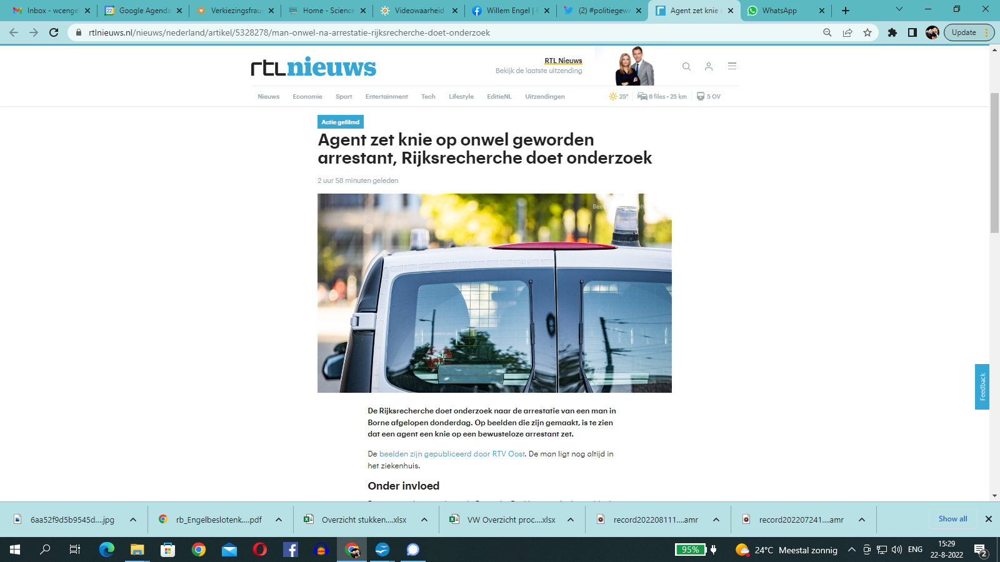 Inbox - wcenge
Google Agenda
Verkiezingsfrau
Home - Science
Videowaarheid
Willem Engel | F
(2) #politiegew
Agent zet knie o
WhatsApp
rtlnieuws.nl/nieuws/nederland/artikel/5328278/man-onwel-na-arrestatie-rijksrecherche-doet-onderzoek
Update
rtlnieuws
RTL Nieuws
Bekijk de laatste uitzending
Nieuws Economie Sport Entertainment Tech Lifestyle EditieNL Uitzendingen 25° 6 files - 25 km 5 OV
Actie gefilmd
Agent zet knie op onwel geworden
arrestant, Rijksrecherche doet onderzoek
2 uur 58 minuten geleden
De Rijksrecherche doet onderzoek naar de arrestatie van een man in
Borne afgelopen donderdag. Op beelden die zijn gemaakt, is te zien
dat een agent een knie op een bewusteloze arrestant zet.
De beelden zijn gepubliceerd door RTV Oost. De man ligt nog altijd in
het ziekenhuis.
Onder invloed
Feedback
6aa52f9d5b9545d....jpg
rb_Engelbeslotenk....pdf
Overzicht stukken....xlsx
VW Overzicht proc....xlsx
record202208111....amr
record202207241....amr
Show all
95%
24°C Meestal zonnig
ENG
15:29
22-8-2022
2